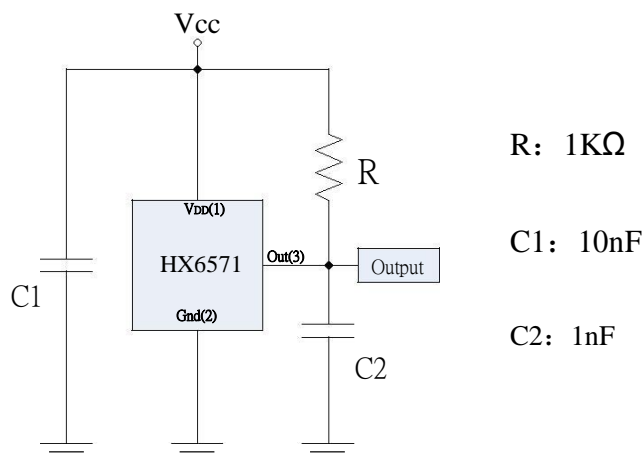 Vcc
R
VDD(1)
HX6571
Out(3)
Output
Gnd(2)
C1
C2
R：1KΩ
C1：10nF
C2：1nF